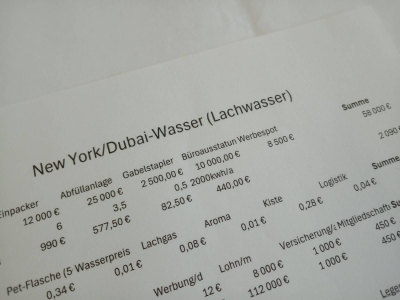 New York/Dubai-Wasser (Lachwasser)
Einpacker Abfüllanlage Gabelstapler Büroausstattun Werbespot Summe
12 000 € 25 000 € 2 500,00 € 10 000,00 € 8 500 € 58 000 €
6 3,5 0,5 2000kwh/a
990 € 577,50 € 82,50 € 440,00 € 2 090
Pet-Flasche (5 Wasserpreis Lachgas Aroma Kiste Logistik Summe
0,34 € 0,01 € 0,08 € 0,01 € 0,28 € 0,04 €
Werbung/d Lohn/m Versicherung/a Mitgliedschaft Summ
12 € 8 000 € 1 000 € 450 €
112 000 € 1 000 € 450 €